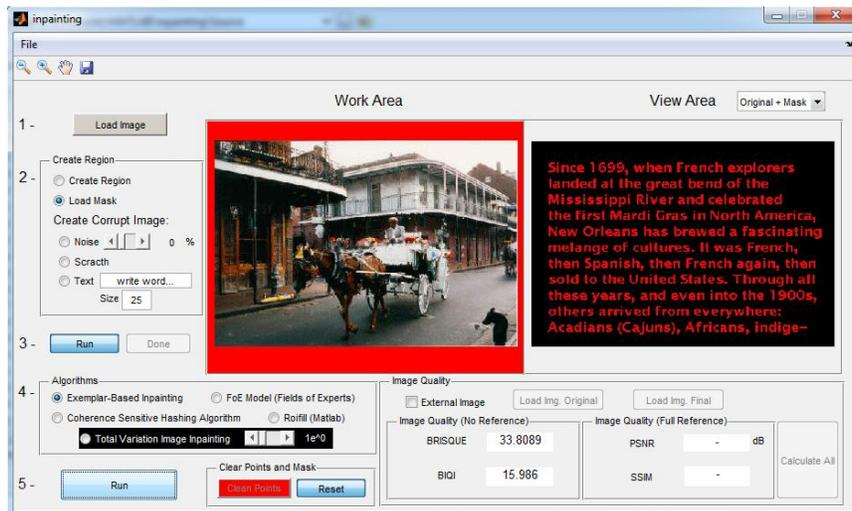 inpainting
File
Work Area
View Area
Original + Mask
1 -
Load Image
Create Region
2 -
Create Region
Load Mask
Create Corrupt Image:
Noise
0 %
Scracth
Text
write word...
Size
25
3 -
Run
Done
Since 1699, when French explorers
landed at the great bend of the
Mississippi River and celebrated
the first Mardi Gras in North America,
New Orleans has brewed a fascinating
melange of cultures. It was French,
then Spanish, then French again, then
sold to the United States. Through all
these years, and even into the 1900s,
others arrived from everywhere:
Acadians (Cajuns), Africans, indige-
4 -
Algorithms
Exemplar-Based Inpainting
FoE Model (Fields of Experts)
Coherence Sensitive Hashing Algorithm
Roifill (Matlab)
Total Variation Image Inpainting
1e^0
5 -
Run
Clear Points and Mask
Clean Points
Reset
Image Quality
External Image
Load Img. Original
Load Img. Final
Image Quality (No Reference)
BRISQUE
33.8089
BIQI
15.986
Image Quality (Full Reference)
PSNR
-
dB
SSIM
-
Calculate All